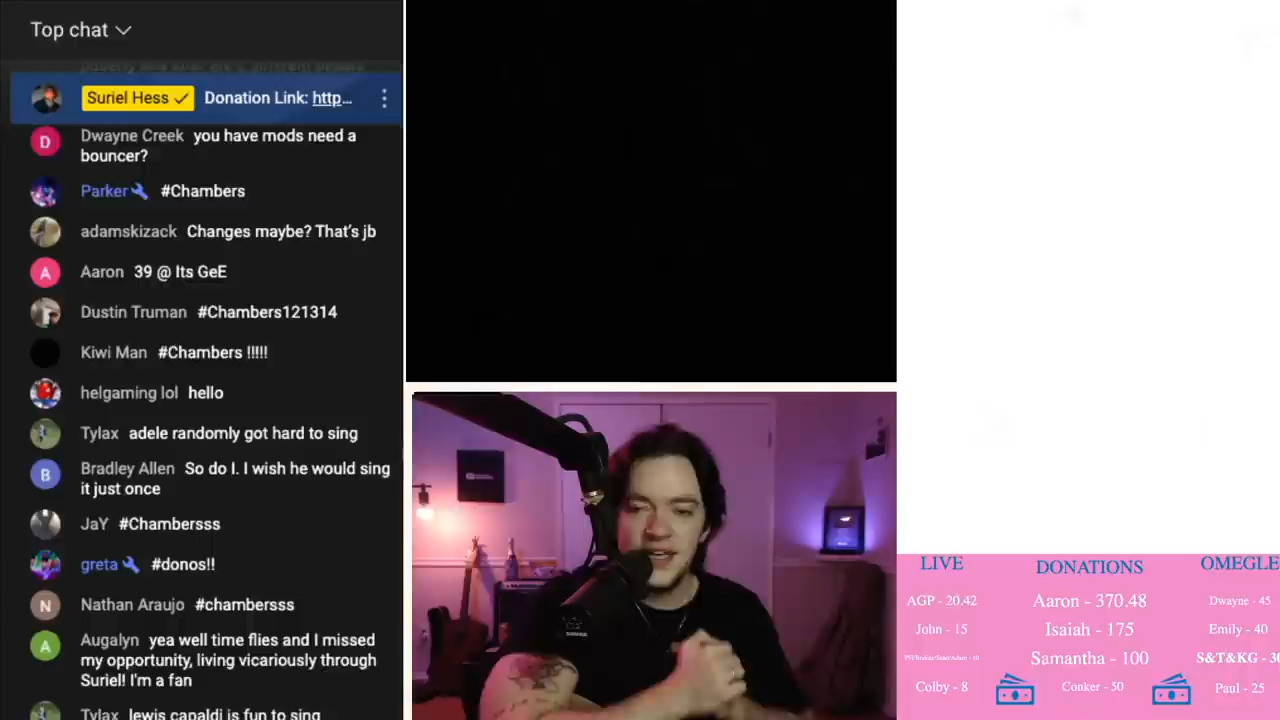 Top chat
Suriel Hess Donation Link: http...
Dwayne Creek you have mods need a
bouncer?
Parker #Chambers
adamskizack Changes maybe? That's jb
Aaron 39 @ Its GeE
Dustin Truman #Chambers121314
Kiwi Man #Chambers !!!!!
helgaming lol hello
Tylax adele randomly got hard to sing
Bradley Allen So do I. I wish he would sing
it just once
JaY #Chambersss
greta #donos!!
Nathan Araujo #chambersss
Augalyn yea well time flies and I missed
my opportunity, living vicariously through
Suriel! I'm a fan
Tylax lewis capaldi is fun to sing
LIVE
AGP - 20.42
John - 15
Colby - 8
DONATIONS
Aaron - 370.48
Isaiah - 175
Samantha - 100
Conker - 50
OMEGLE
Dwayne - 45
Emily - 40
S&T&KG - 30
Paul - 25